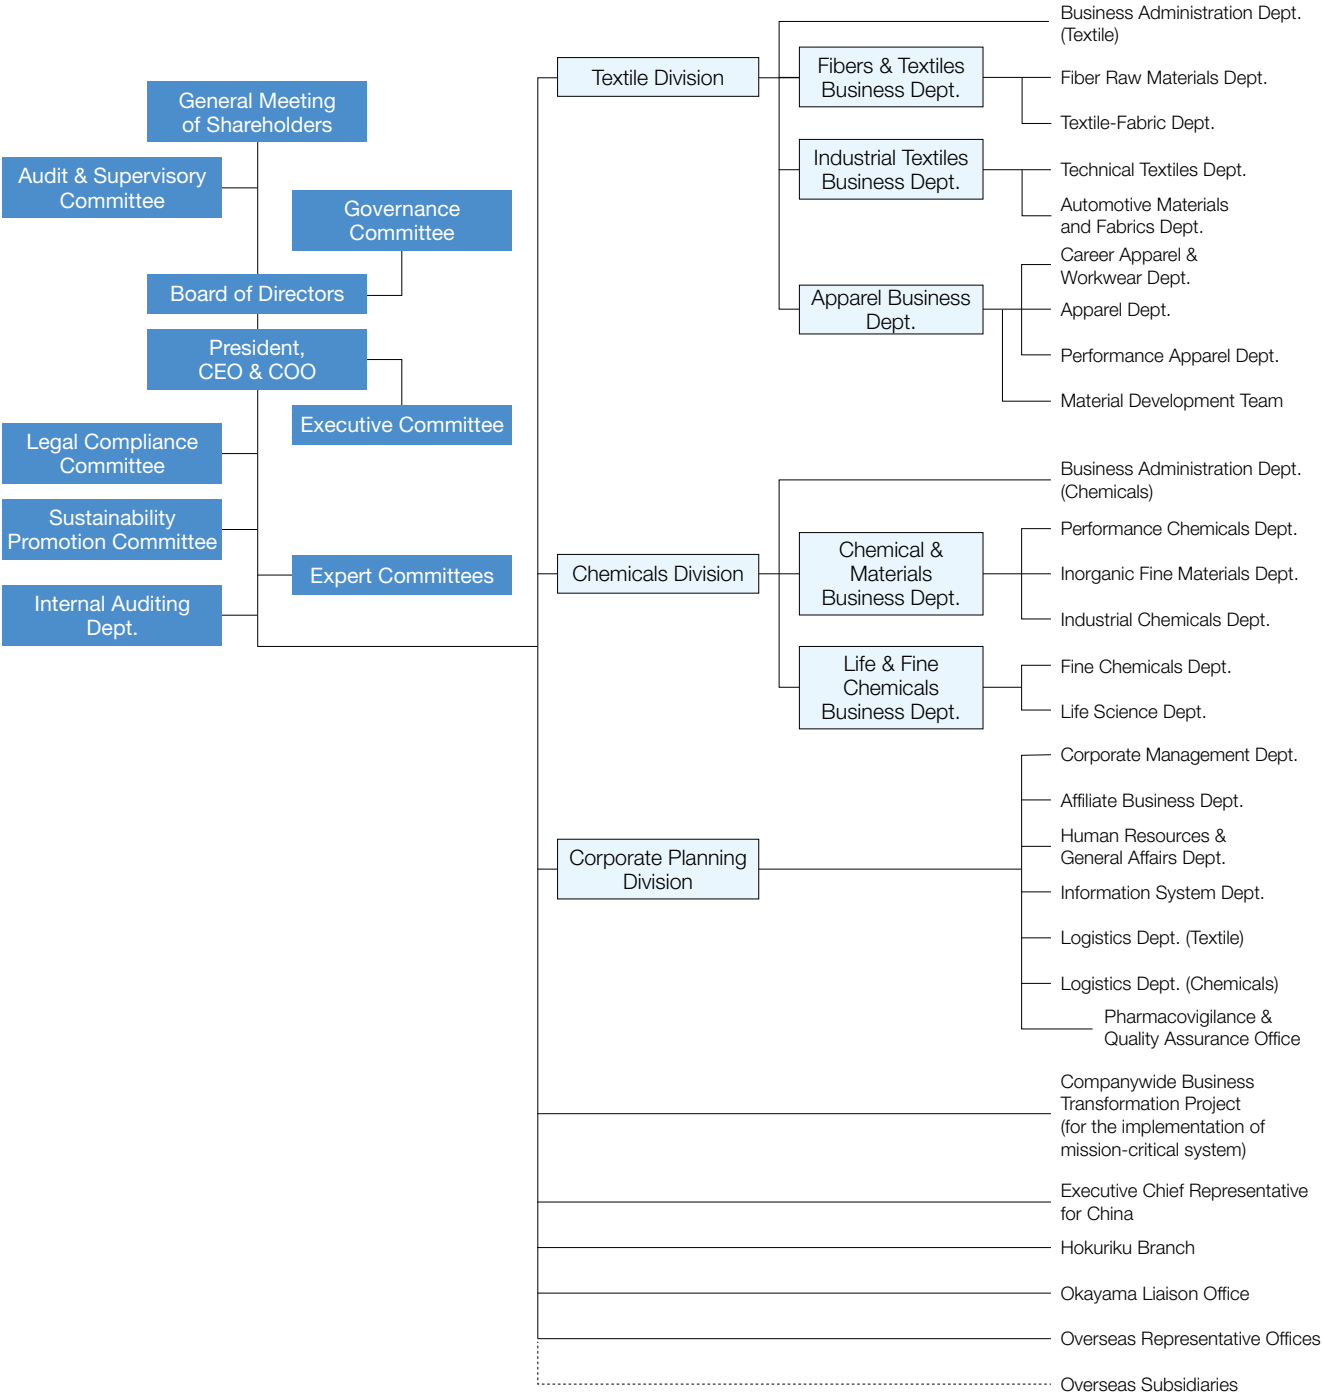 General Meeting
of Shareholders
Audit & Supervisory
Committee
Governance
Committee
Board of Directors
President,
CEO & COO
Executive Committee
Legal Compliance
Committee
Sustainability
Promotion Committee
Expert Committees
Internal Auditing
Dept.
Textile Division
Business Administration Dept.
(Textile)
Fibers & Textiles
Business Dept.
Fiber Raw Materials Dept.
Textile-Fabric Dept.
Industrial Textiles
Business Dept.
Technical Textiles Dept.
Automotive Materials
and Fabrics Dept.
Apparel Business
Dept.
Career Apparel &
Workwear Dept.
Apparel Dept.
Performance Apparel Dept.
Material Development Team
Chemicals Division
Business Administration Dept.
(Chemicals)
Chemical &
Materials
Business Dept.
Performance Chemicals Dept.
Inorganic Fine Materials Dept.
Industrial Chemicals Dept.
Life & Fine
Chemicals
Business Dept.
Fine Chemicals Dept.
Life Science Dept.
Corporate Planning
Division
Corporate Management Dept.
Affiliate Business Dept.
Human Resources &
General Affairs Dept.
Information System Dept.
Logistics Dept. (Textile)
Logistics Dept. (Chemicals)
Pharmacovigilance &
Quality Assurance Office
Companywide Business
Transformation Project
(for the implementation of
mission-critical system)
Executive Chief Representative
for China
Hokuriku Branch
Okayama Liaison Office
Overseas Representative Offices
Overseas Subsidiaries